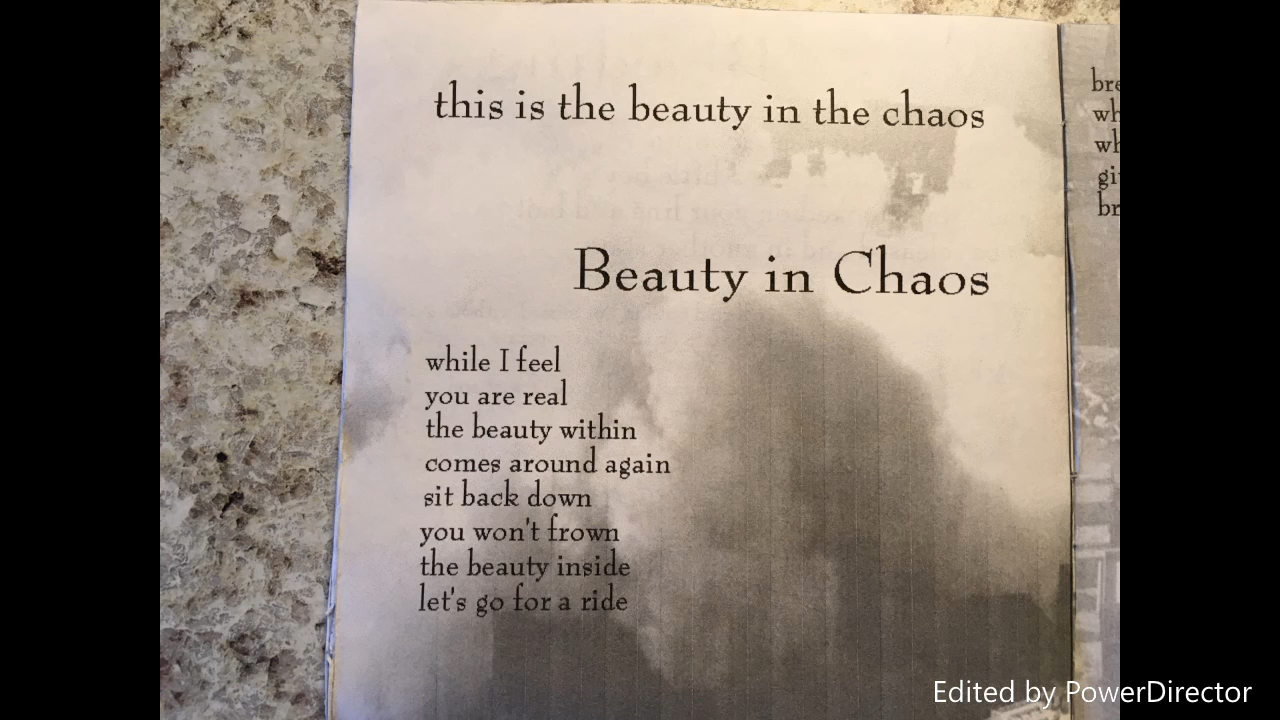 this is the beauty in the chaos
Beauty in Chaos
while I feel
you are real
the beauty within
comes around again
sit back down
you won't frown
the beauty inside
let's go for a ride
Edited by PowerDirector